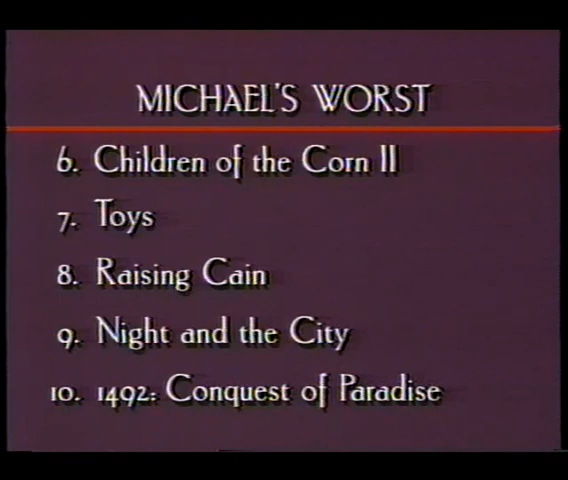 MICHAEL'S WORST
6. Children of the Corn II
7. Toys
8. Raising Cain
9. Night and the City
10. 1492: Conquest of Paradise